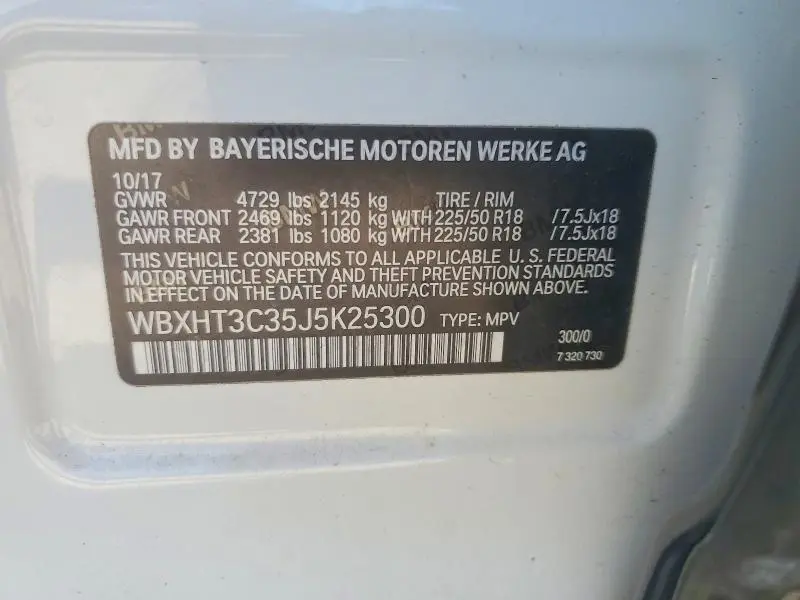 MFD BY BAYERISCHE MOTOREN WERKE AG
10/17
GVWR 4729 lbs 2145 kg TIRE / RIM
GAWR FRONT 2469 lbs 1120 kg WITH 225/50 R18 /7.5Jx18
GAWR REAR 2381 lbs 1080 kg WITH 225/50 R18 /7.5Jx18
THIS VEHICLE CONFORMS TO ALL APPLICABLE U. S. FEDERAL
MOTOR VEHICLE SAFETY AND THEFT PREVENTION STANDARDS
IN EFFECT ON THE DATE OF MANUFACTURE SHOWN ABOVE.
WBXHT3C35J5K25300 TYPE: MPV
300/0
7 320 730